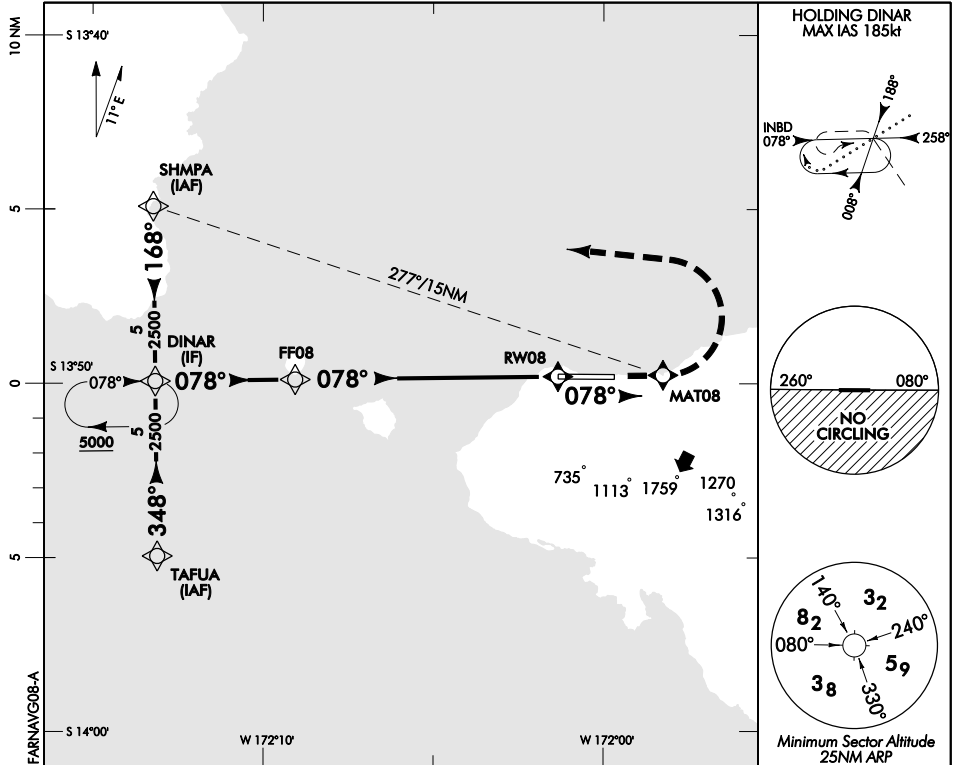 10 NM
S 13°40'
11° E
SHMPA
(IAF)
5
168°
277°/15NM
5
2500
DINAR
(IF)
FF08
RW08
S 13°50'
0
078°
078°
078°
078°
MAT08
5000
5
2500
735
1113
1759
1270
1316
348°
5
TAFUA
(IAF)
FARNAVG08-A
S 14°00'
W 172°10'
W 172°00'
HOLDING DINAR
MAX IAS 185kt
188°
INBD
078°
258°
008°
260°
080°
NO
CIRCLING
140°
32
82
240°
080°
59
38
330°
Minimum Sector Altitude
25NM ARP